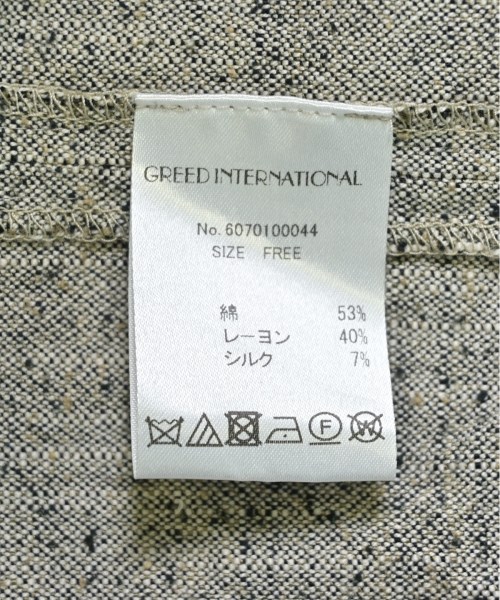 GREED INTERNATIONAL
No. 6070100044
SIZE FREE
綿 53%
レーヨン 40%
シルク 7%
F W